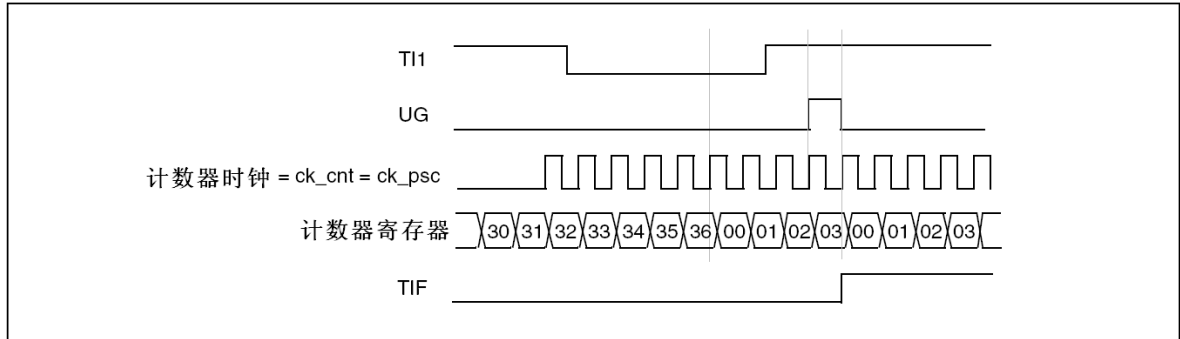 TI1
UG
计数器时钟 = ck_cnt = ck_psc
计数器寄存器 30 31 32 33 34 35 36 00 01 02 03 00 01 02 03
TIF